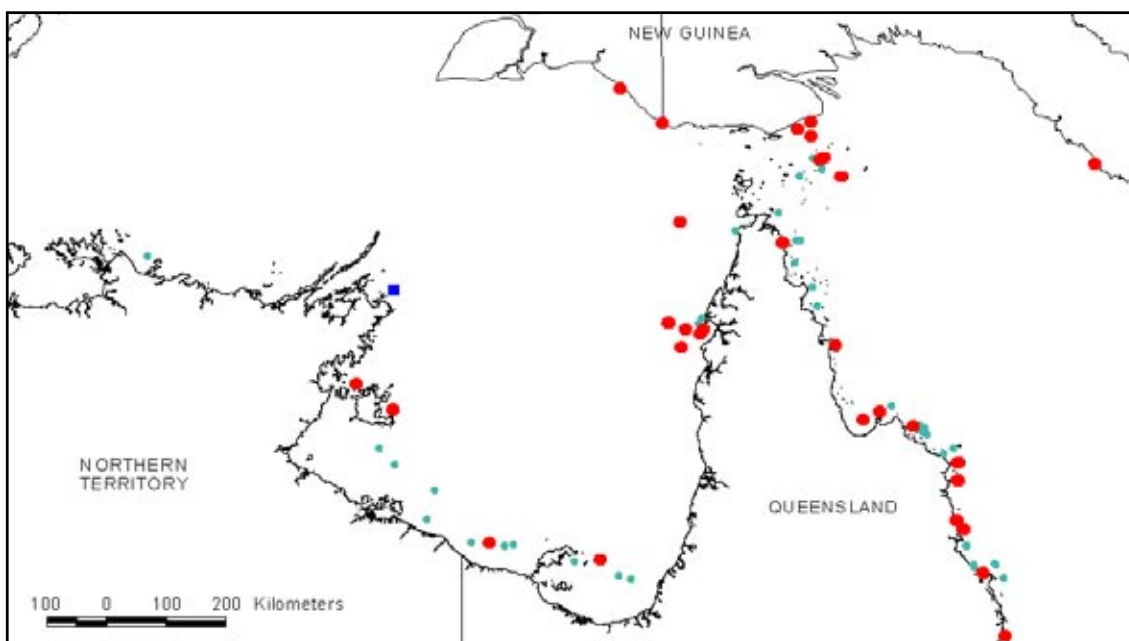 NEW GUINEA
NORTHERN
TERRITORY
QUEENSLAND
100 0 100 200 Kilometers